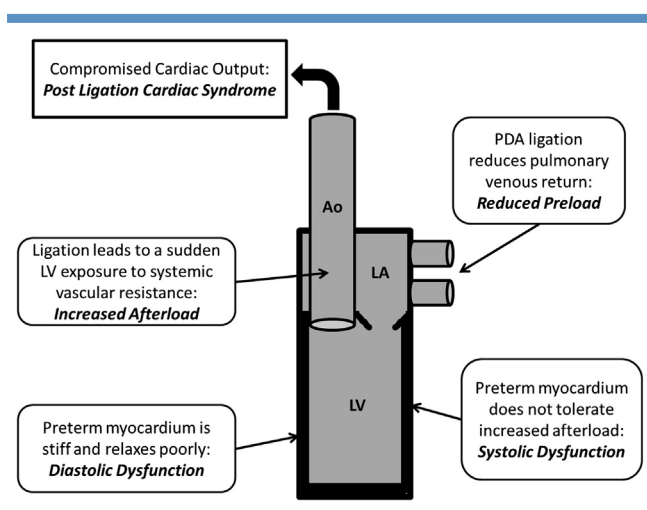 Compromised Cardiac Output:
Post Ligation Cardiac Syndrome
PDA ligation
reduces pulmonary
venous return:
Reduced Preload
Ao
Ligation leads to a sudden
LV exposure to systemic
vascular resistance:
Increased Afterload
LA
LV
Preterm myocardium is
stiff and relaxes poorly:
Diastolic Dysfunction
Preterm myocardium
does not tolerate
increased afterload:
Systolic Dysfunction